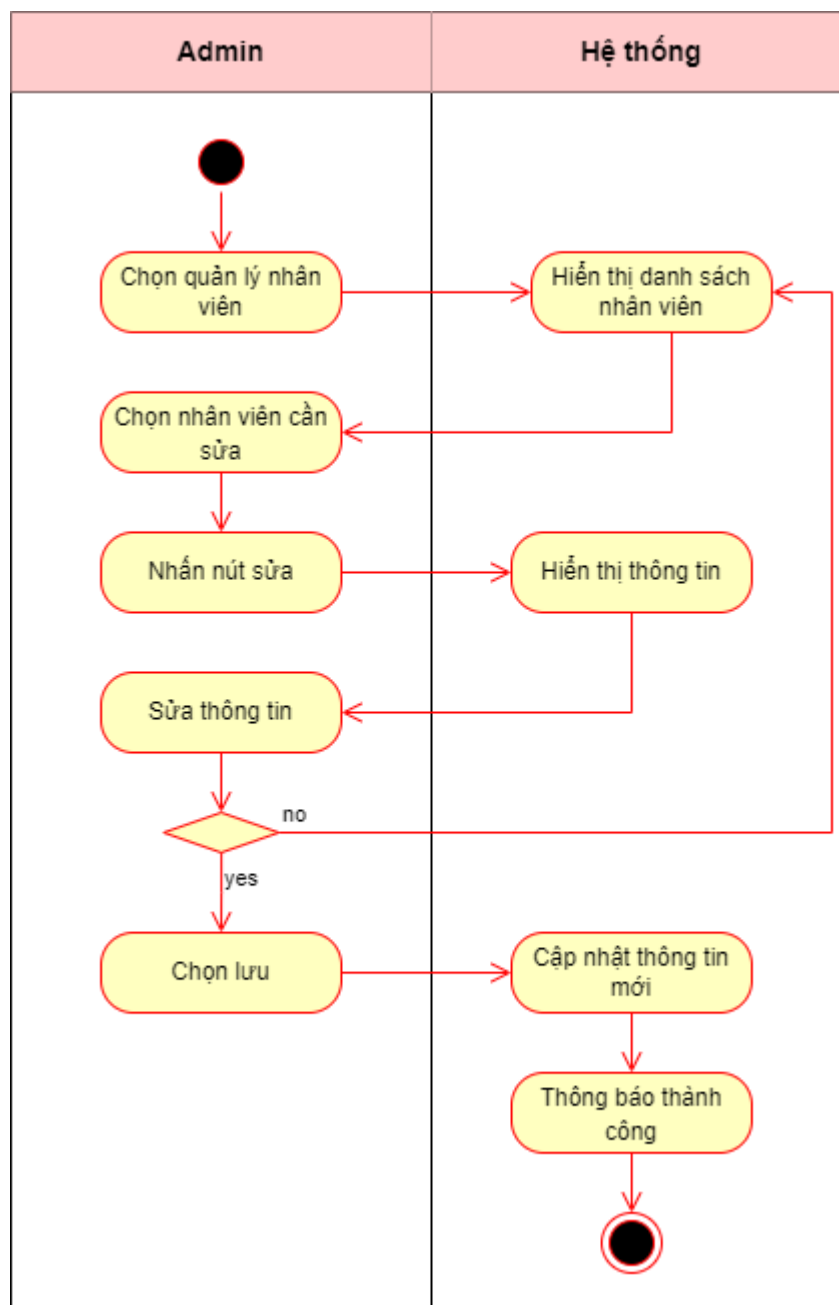 Admin
Hệ thống
Chọn quản lý nhân
viên
Hiển thị danh sách
nhân viên
Chọn nhân viên cần
sửa
Nhấn nút sửa
Hiển thị thông tin
Sửa thông tin
no
yes
Chọn lưu
Cập nhật thông tin
mới
Thông báo thành
công